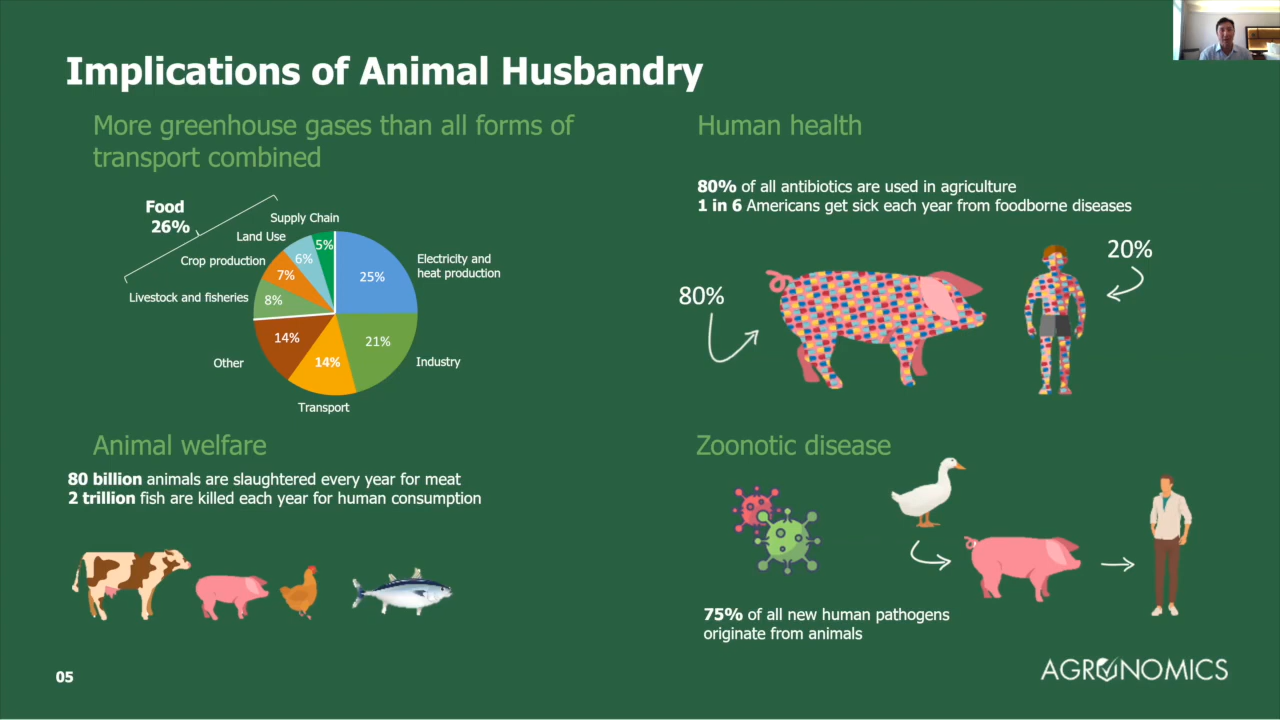 Implications of Animal Husbandry
More greenhouse gases than all forms of
transport combined
Food
26%
Supply Chain
Land Use
Crop production
Livestock and fisheries
Other
Transport
Industry
Electricity and
heat production
5%
6%
7%
8%
14%
14%
21%
25%
Human health
80% of all antibiotics are used in agriculture
1 in 6 Americans get sick each year from foodborne diseases
80%
20%
Animal welfare
80 billion animals are slaughtered every year for meat
2 trillion fish are killed each year for human consumption
Zoonotic disease
75% of all new human pathogens
originate from animals
05
AGRONOMICS